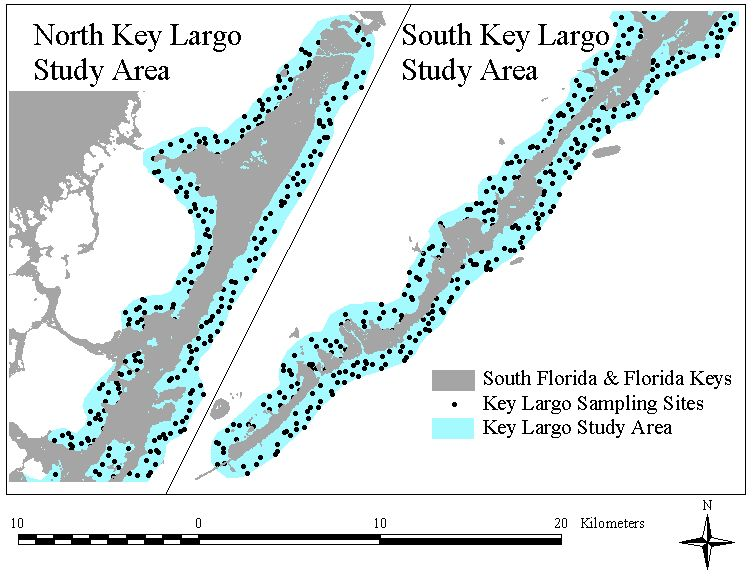 North Key Largo
Study Area
South Key Largo
Study Area
South Florida & Florida Keys
Key Largo Sampling Sites
Key Largo Study Area
10 0 10 20 Kilometers
N